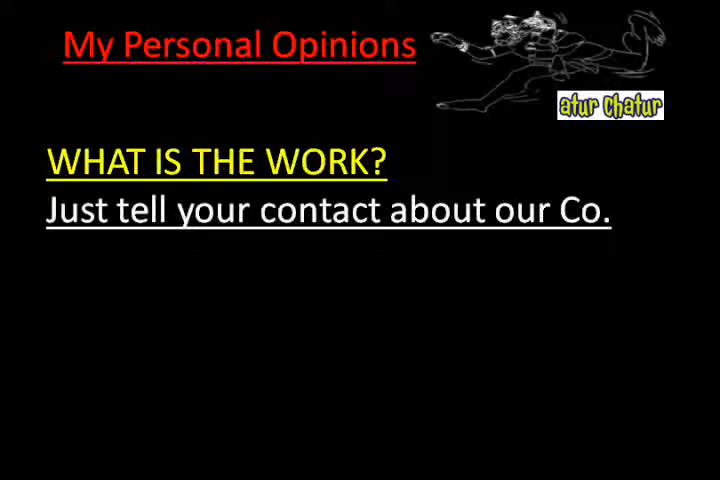 My Personal Opinions
atur chatur
WHAT IS THE WORK?
Just tell your contact about our Co.